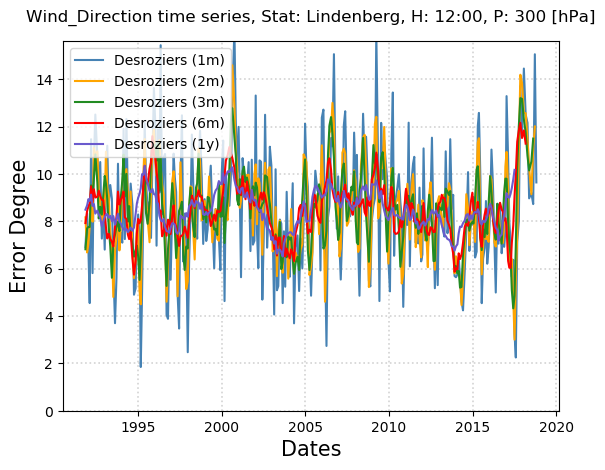 Wind_Direction time series, Stat: Lindenberg, H: 12:00, P: 300 [hPa]
Desroziers (1m)
Desroziers (2m)
Desroziers (3m)
Desroziers (6m)
Desroziers (1y)
Error Degree
14
12
10
8
6
4
2
0
1995 2000 2005 2010 2015 2020
Dates